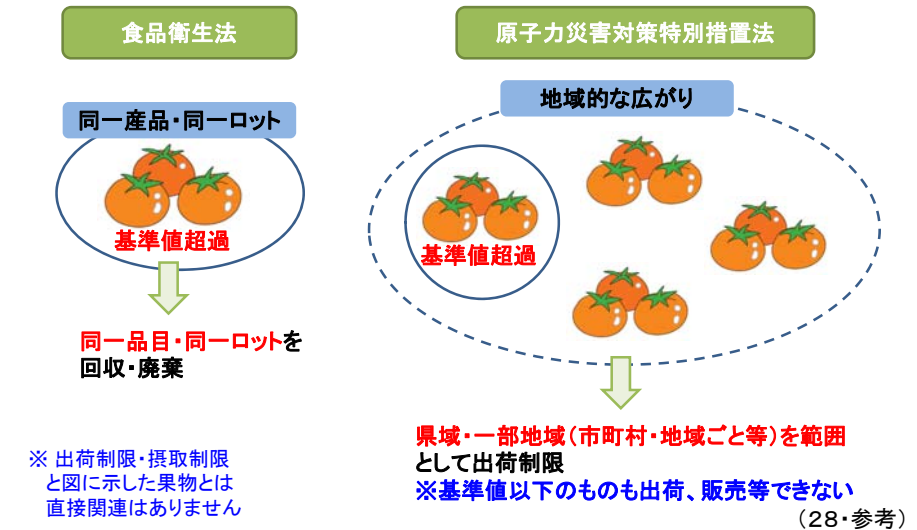 食品衛生法
同一産品・同一ロット
基準値超過
同一品目・同一ロットを
回収・廃棄
※ 出荷制限・摂取制限
と図に示した果物とは
直接関連はありません
原子力災害対策特別措置法
地域的な広がり
基準値超過
県域・一部地域（市町村・地域ごと等）を範囲
として出荷制限
※基準値以下のものも出荷、販売等できない
（28・参考）